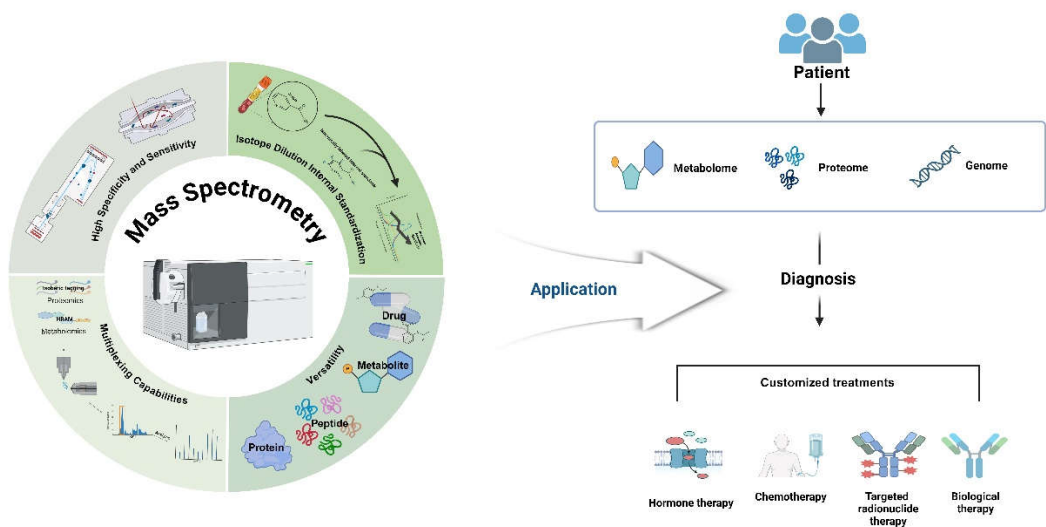 Mass Spectrometry
High Specificity and Sensitivity
Isotope Dilution Internal Standardization
Multiplexing Capabilities
Isobaric tagging
Proteomics
HRAM
Metabolomics
Versatility
Drug
Metabolite
Peptide
Protein
Application
Patient
Metabolome
Proteome
Genome
Diagnosis
Customized treatments
Hormone therapy
Chemotherapy
Targeted
radionuclide
therapy
Biological
therapy